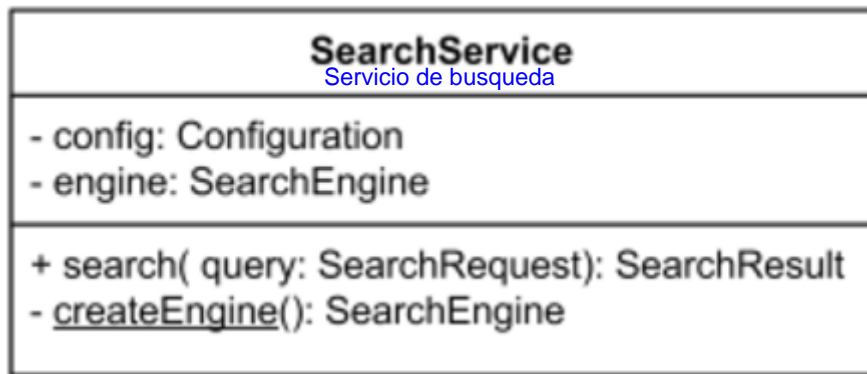 SearchService
Servicio de busqueda
- config: Configuration
- engine: SearchEngine
+ search( query: SearchRequest): SearchResult
- createEngine(): SearchEngine